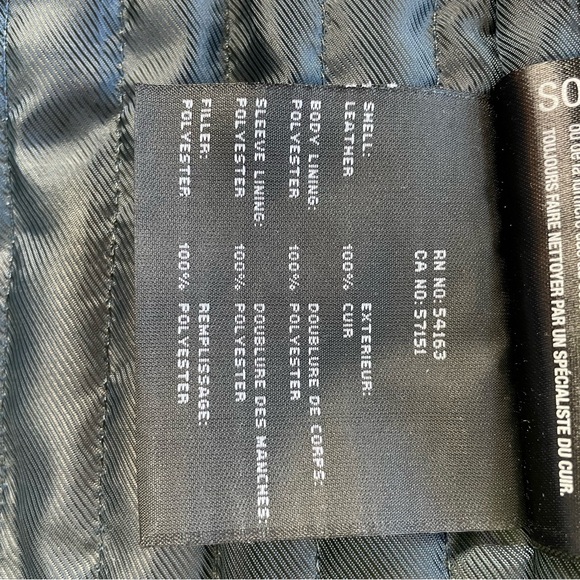 RN NO:54163
CA NO:57151
SHELL: EXTERIEUR:
LEATHER 100% CUIR
BODY LINING: DOUBLURE DE CORPS:
POLYESTER 100% POLYESTER
SLEEVE LINING: DOUBLURE DES MANCHES:
POLYESTER 100% POLYESTER
FILLER: REMPLISSAGE:
POLYESTER 100% POLYESTER
SO
TOUJOURS FAIRE NETTOYER PAR UN SPÉCIALISTE DU CUIR.